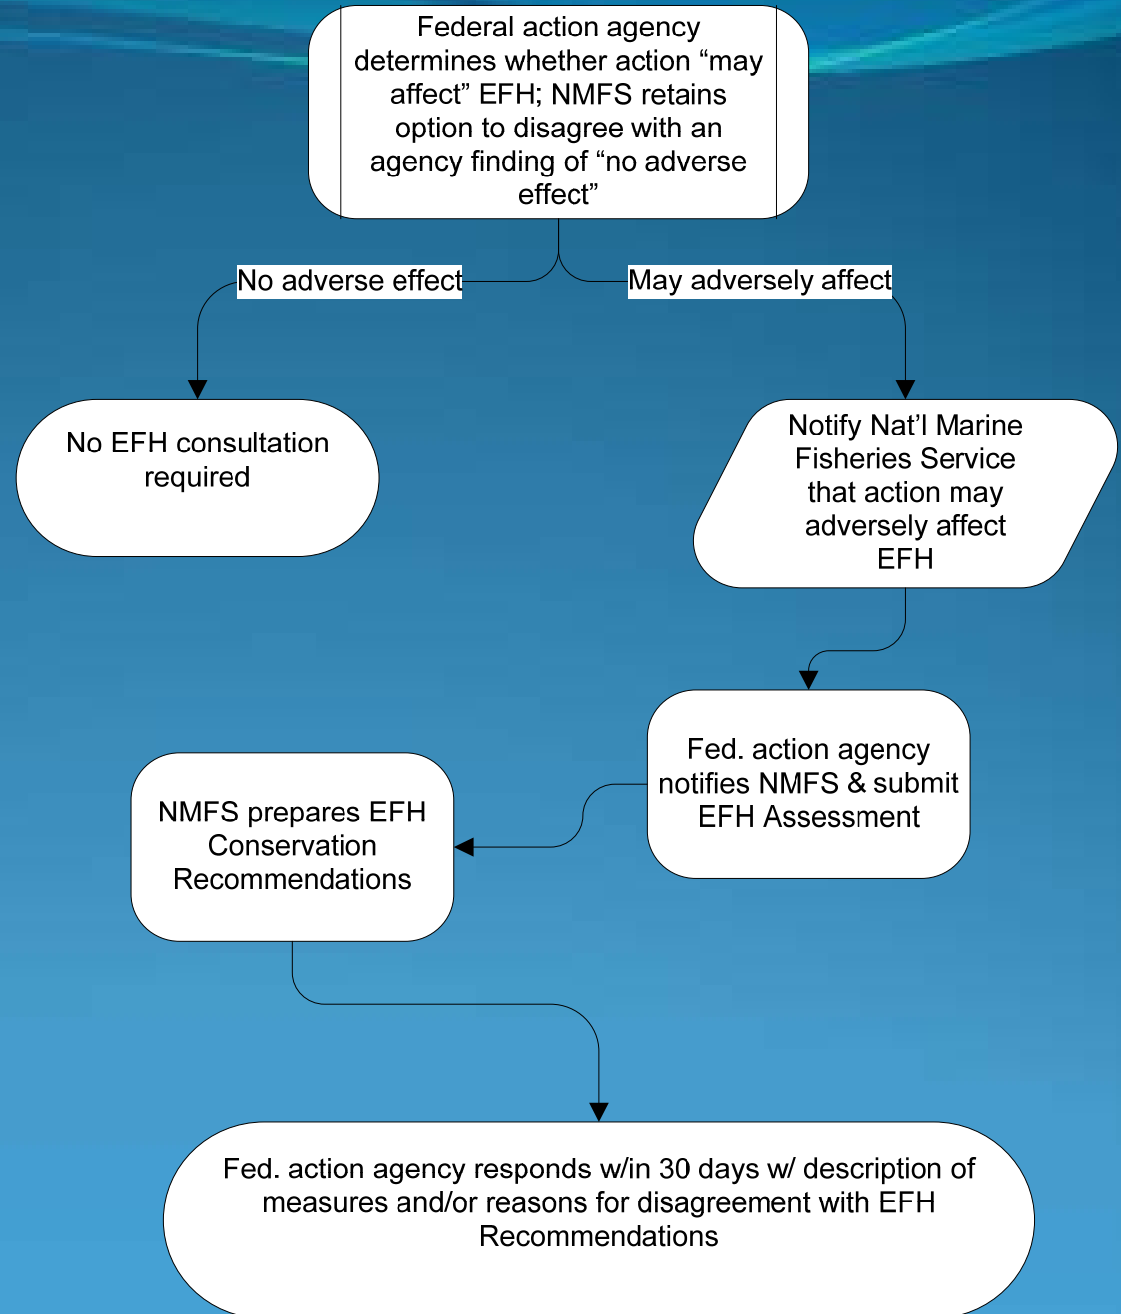 Federal action agency
determines whether action “may
affect” EFH; NMFS retains
option to disagree with an
agency finding of “no adverse
effect”
No adverse effect
May adversely affect
No EFH consultation
required
Notify Nat’l Marine
Fisheries Service
that action may
adversely affect
EFH
Fed. action agency
notifies NMFS & submit
EFH Assessment
NMFS prepares EFH
Conservation
Recommendations
Fed. action agency responds w/in 30 days w/ description of
measures and/or reasons for disagreement with EFH
Recommendations